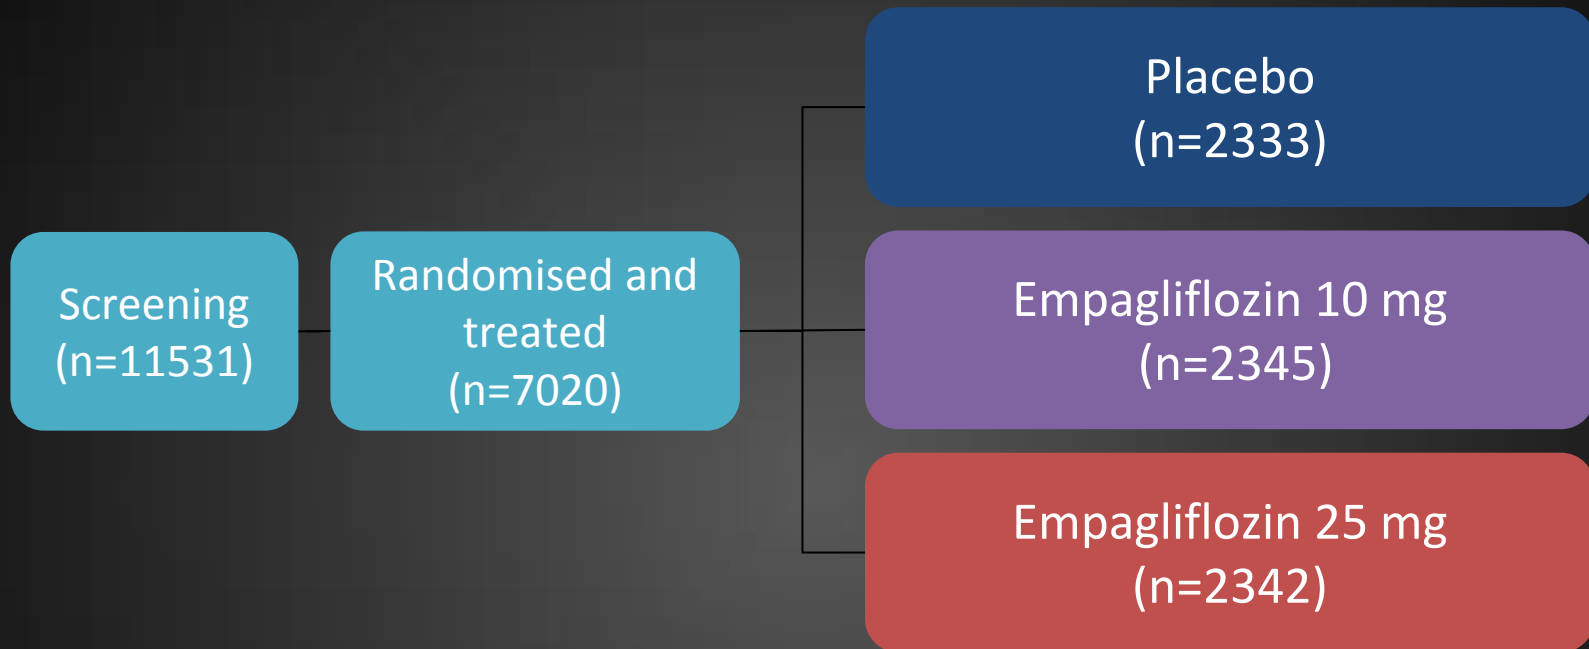 Screening
(n=11531)
Randomised and
treated
(n=7020)
Placebo
(n=2333)
Empagliflozin 10 mg
(n=2345)
Empagliflozin 25 mg
(n=2342)